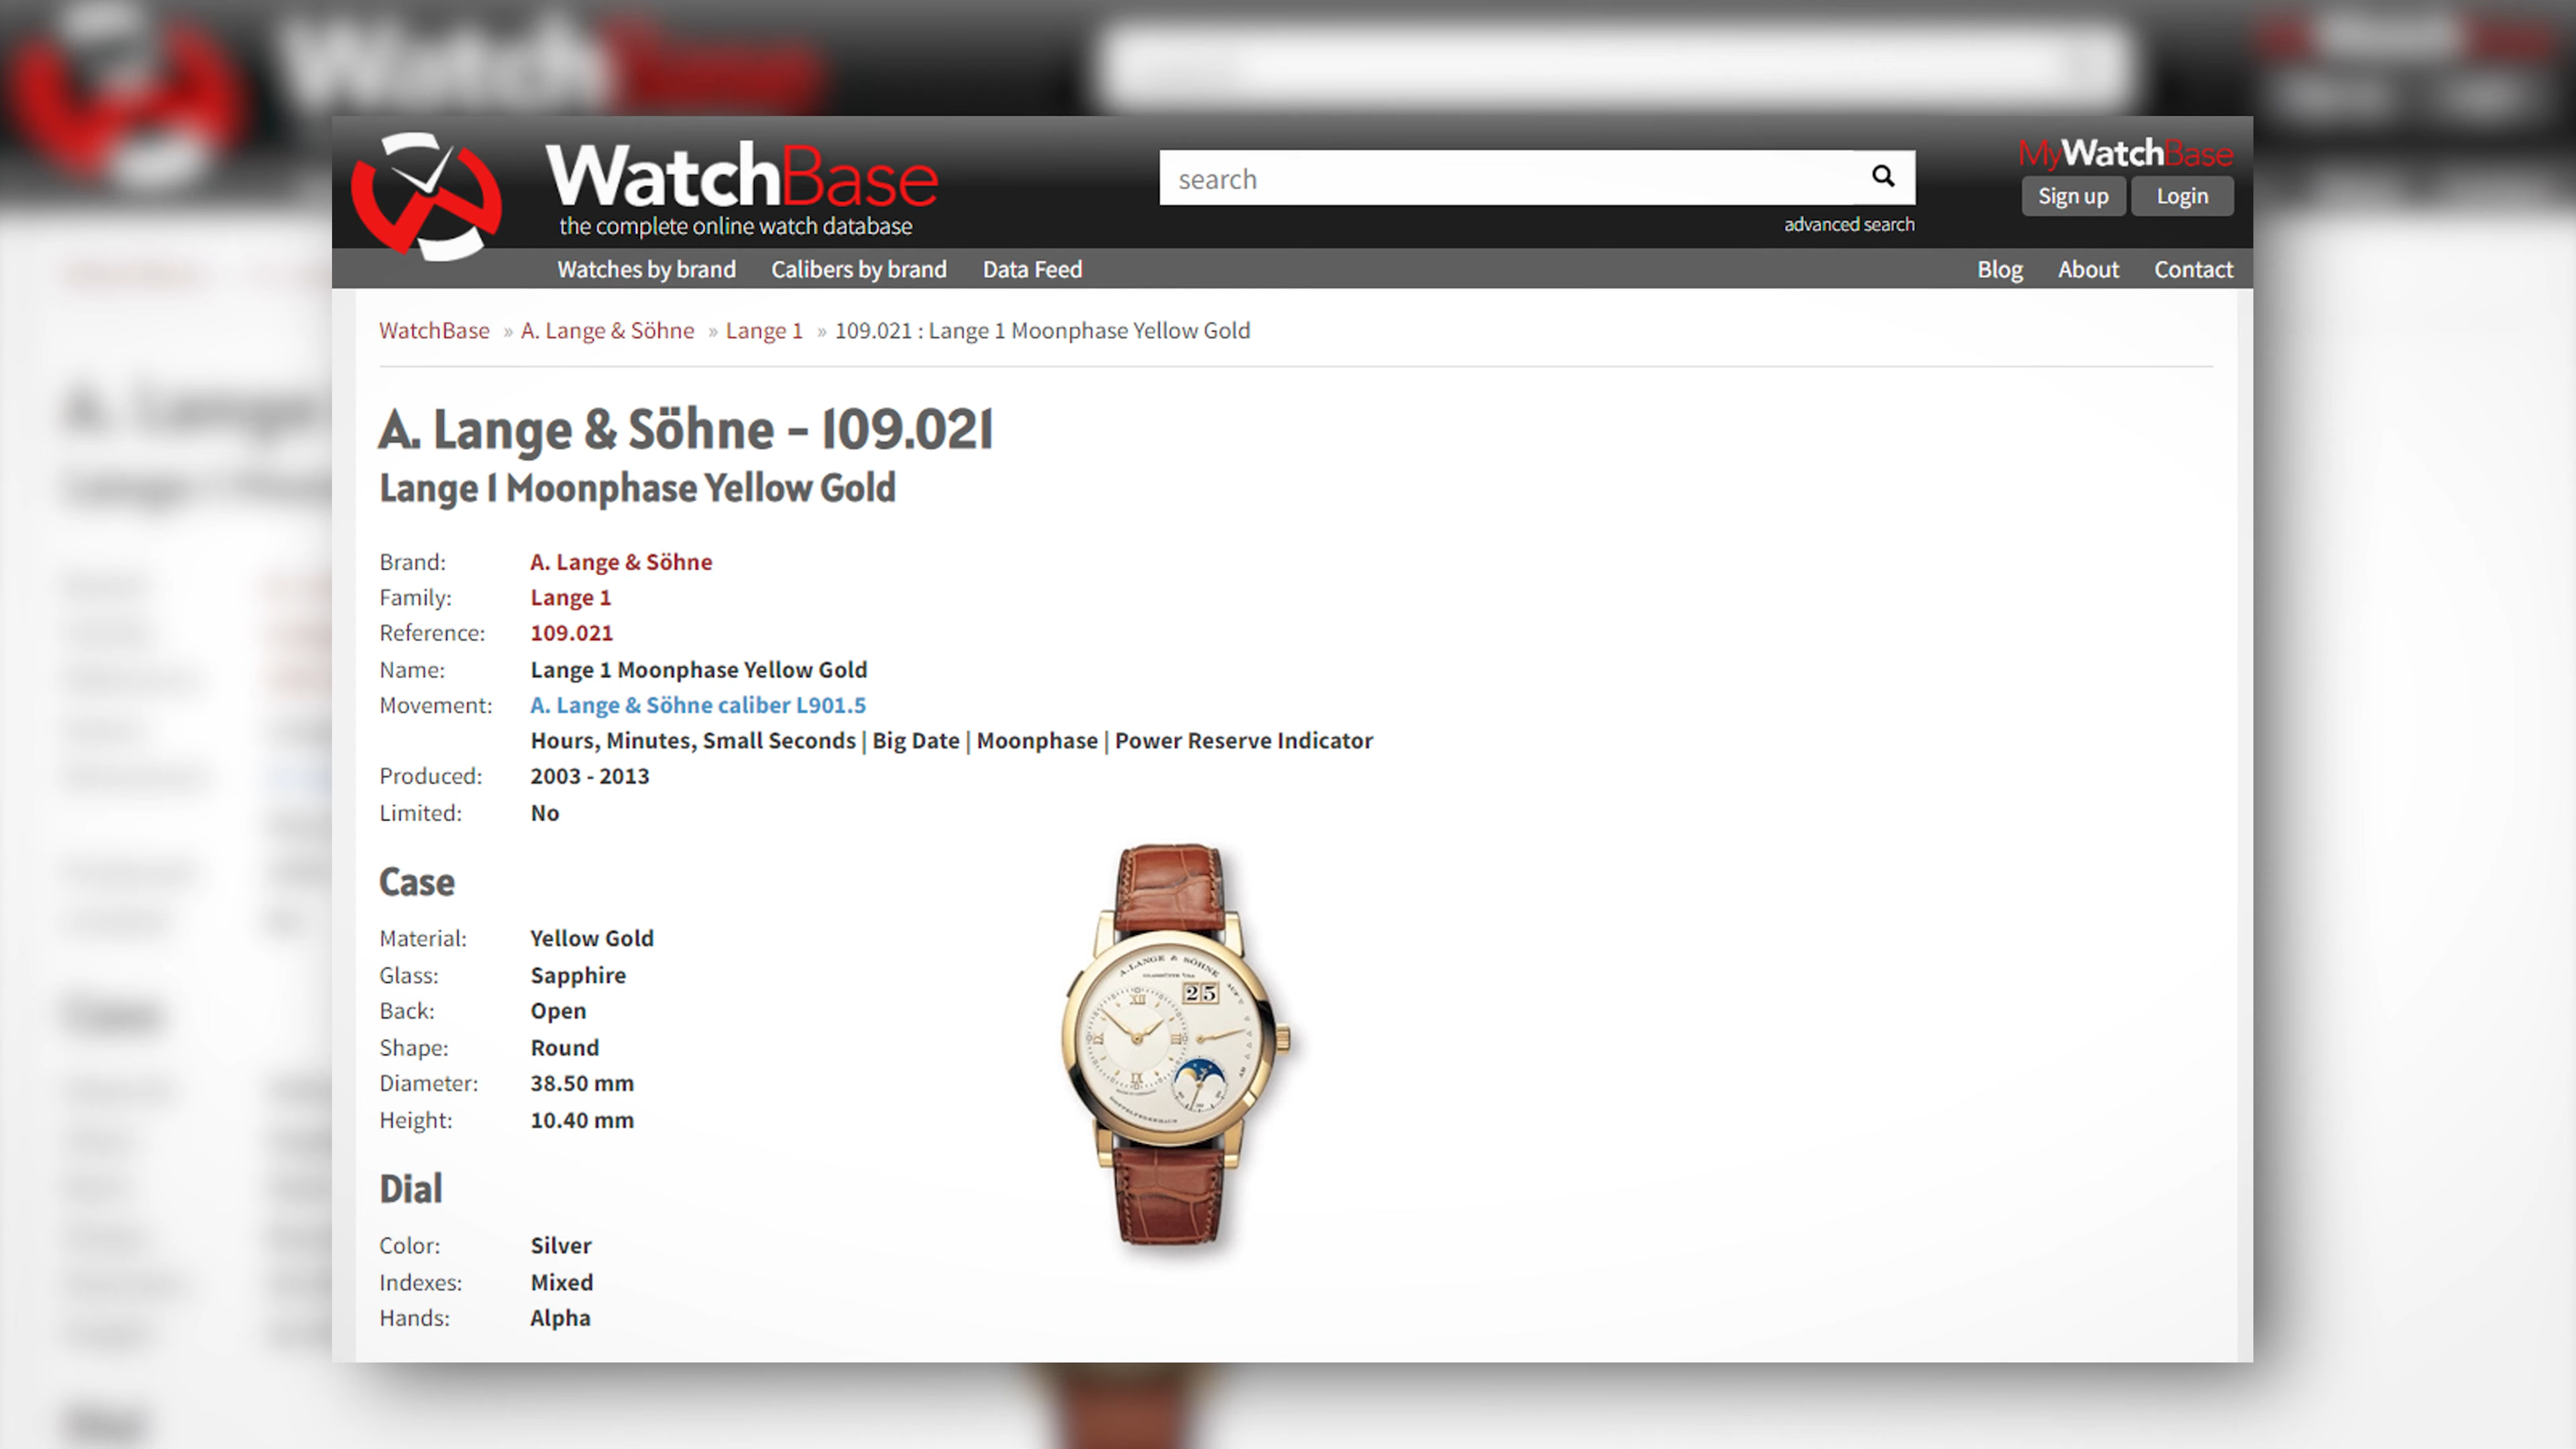 WatchBase
the complete online watch database
search
advanced search
MyWatchBase
Sign up Login
Watches by brand Calibers by brand Data Feed Blog About Contact
WatchBase » A. Lange & Söhne » Lange 1 » 109.021 : Lange 1 Moonphase Yellow Gold
A. Lange & Söhne - 109.021
Lange 1 Moonphase Yellow Gold
Brand: A. Lange & Söhne
Family: Lange 1
Reference: 109.021
Name: Lange 1 Moonphase Yellow Gold
Movement: A. Lange & Söhne caliber L901.5
Hours, Minutes, Small Seconds | Big Date | Moonphase | Power Reserve Indicator
Produced: 2003 - 2013
Limited: No
Case
Material: Yellow Gold
Glass: Sapphire
Back: Open
Shape: Round
Diameter: 38.50 mm
Height: 10.40 mm
Dial
Color: Silver
Indexes: Mixed
Hands: Alpha
A. LANGE & SÖHNE
25
XII